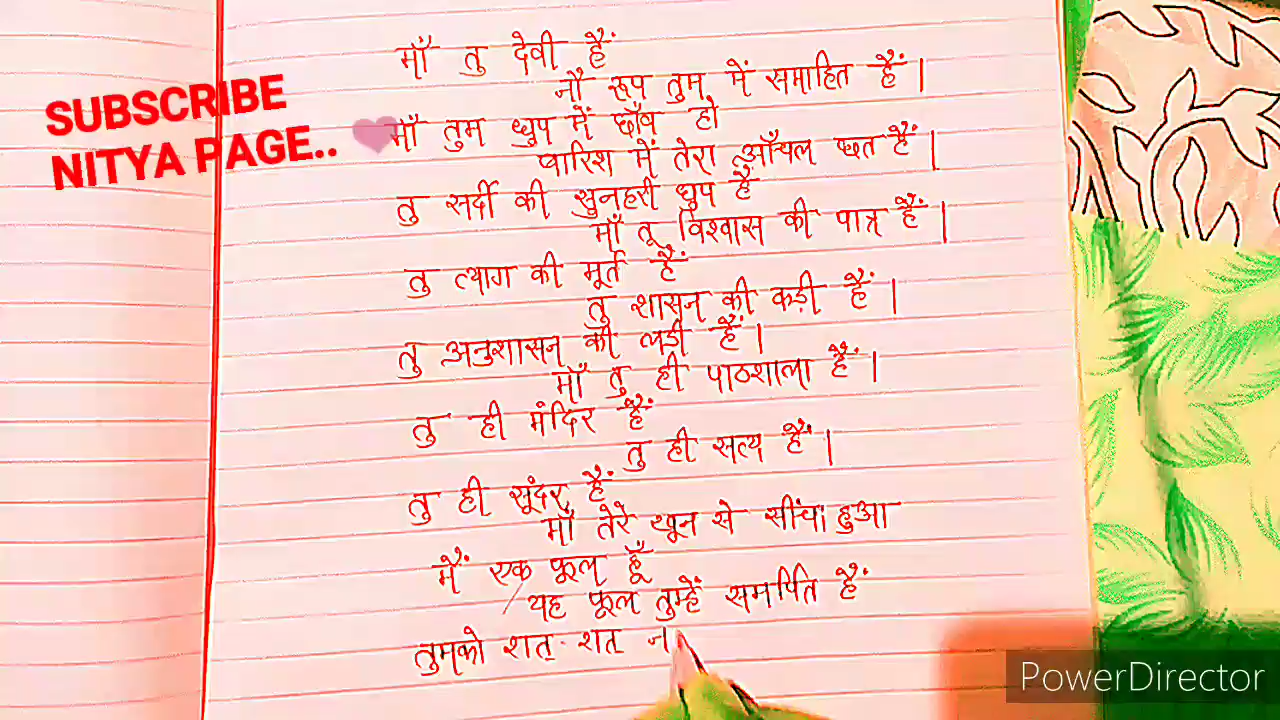 SUBSCRIBE
NITYA PAGE..
माँ तु देवी हैं
नौ रूप तुम में समाहित हैं।
माँ तुम धुप में छाँव हो
बारिश में तेरा आँचल छत हैं।
तु सर्दी की सुनहरी धुप हैं
माँ तू विश्वास की पात्र हैं।
तु त्याग की मूर्त हैं
तु शासन की कड़ी हैं।
तु अनुशासन की लडी हैं।
माँ तु ही पाठशाला हैं।
तु ही मंदिर हैं
तु ही सत्य हैं।
तु ही सूंदर हैं
माँ तेरे खून से सींचा हुआ
मैं एक फूल हूँ
यह फूल तुम्हें समर्पित हैं
तुमको शत्-शत् न
PowerDirector